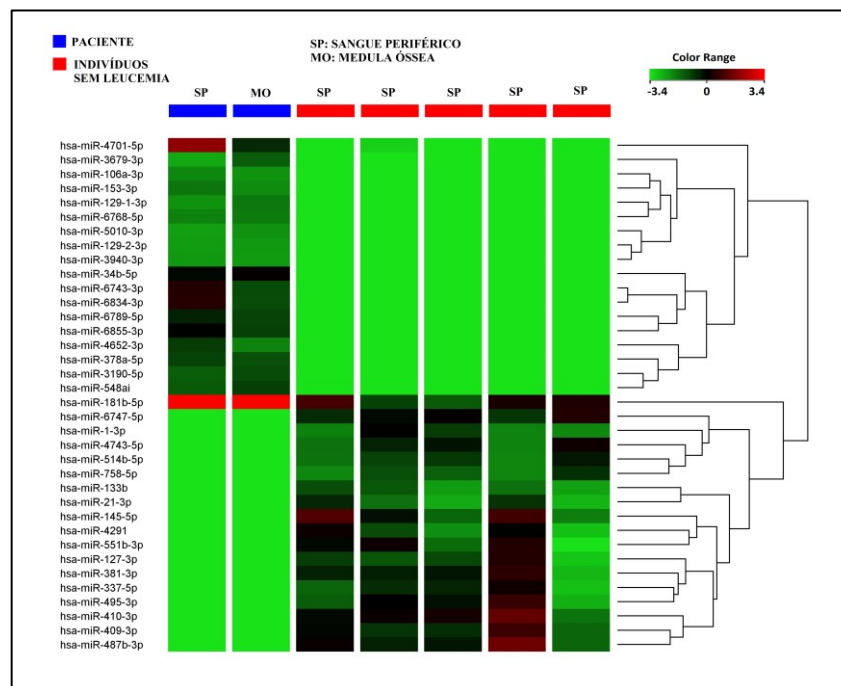 PACIENTE
INDIVÍDUOS
SEM LEUCEMIA
SP: SANGUE PERIFÉRICO
MO: MEDULA ÓSSEA
Color Range
-3.4 0 3.4
SP MO SP SP SP SP SP
hsa-miR-4701-5p
hsa-miR-3679-3p
hsa-miR-106a-3p
hsa-miR-153-3p
hsa-miR-129-1-3p
hsa-miR-6768-5p
hsa-miR-5010-3p
hsa-miR-129-2-3p
hsa-miR-3940-3p
hsa-miR-34b-5p
hsa-miR-6743-3p
hsa-miR-6834-3p
hsa-miR-6789-5p
hsa-miR-6855-3p
hsa-miR-4652-3p
hsa-miR-378a-5p
hsa-miR-3190-5p
hsa-miR-548ai
hsa-miR-181b-5p
hsa-miR-6747-5p
hsa-miR-1-3p
hsa-miR-4743-5p
hsa-miR-514b-5p
hsa-miR-758-5p
hsa-miR-133b
hsa-miR-21-3p
hsa-miR-145-5p
hsa-miR-4291
hsa-miR-551b-3p
hsa-miR-127-3p
hsa-miR-381-3p
hsa-miR-337-5p
hsa-miR-495-3p
hsa-miR-410-3p
hsa-miR-409-3p
hsa-miR-487b-3p